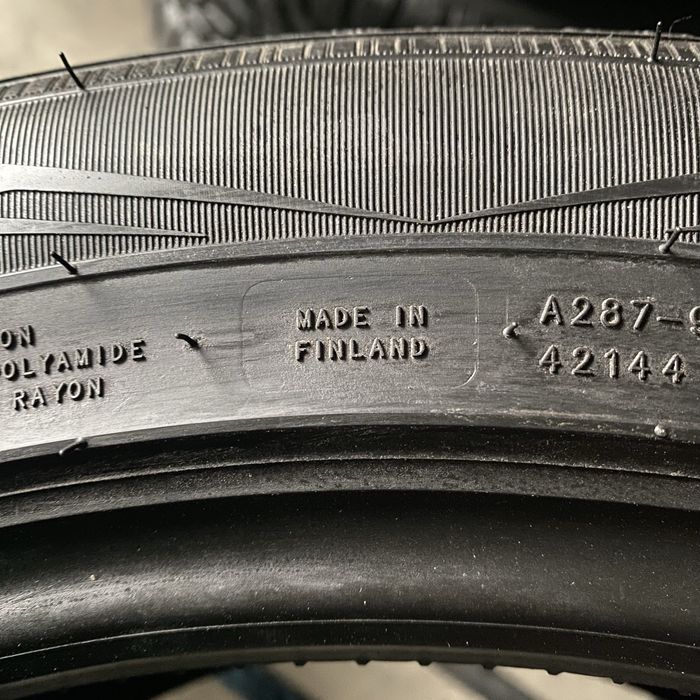 ON
OLYAMIDE
RAYON
MADE IN
FINLAND
A287-
42144